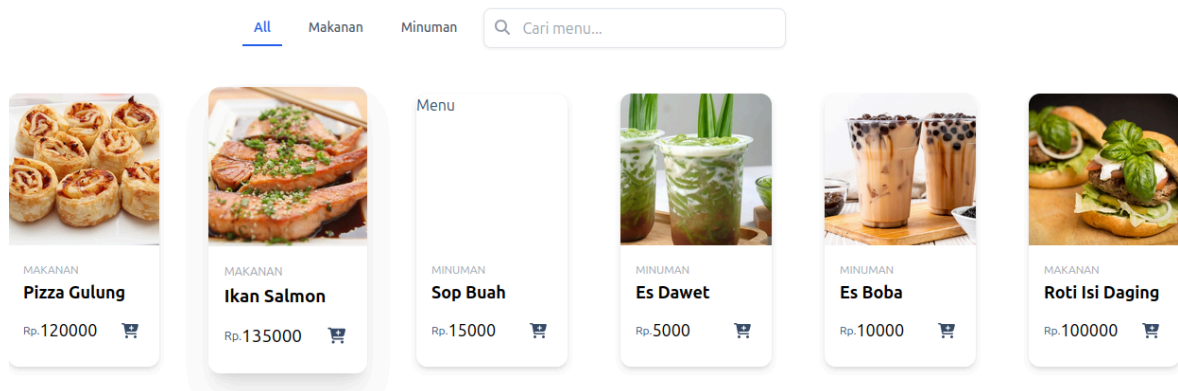 All Makanan Minuman Cari menu...
Menu
MAKANAN
Pizza Gulung
Rp.120000
MAKANAN
Ikan Salmon
Rp.135000
MINUMAN
Sop Buah
Rp.15000
MINUMAN
Es Dawet
Rp.5000
MINUMAN
Es Boba
Rp.10000
MAKANAN
Roti Isi Daging
Rp.100000